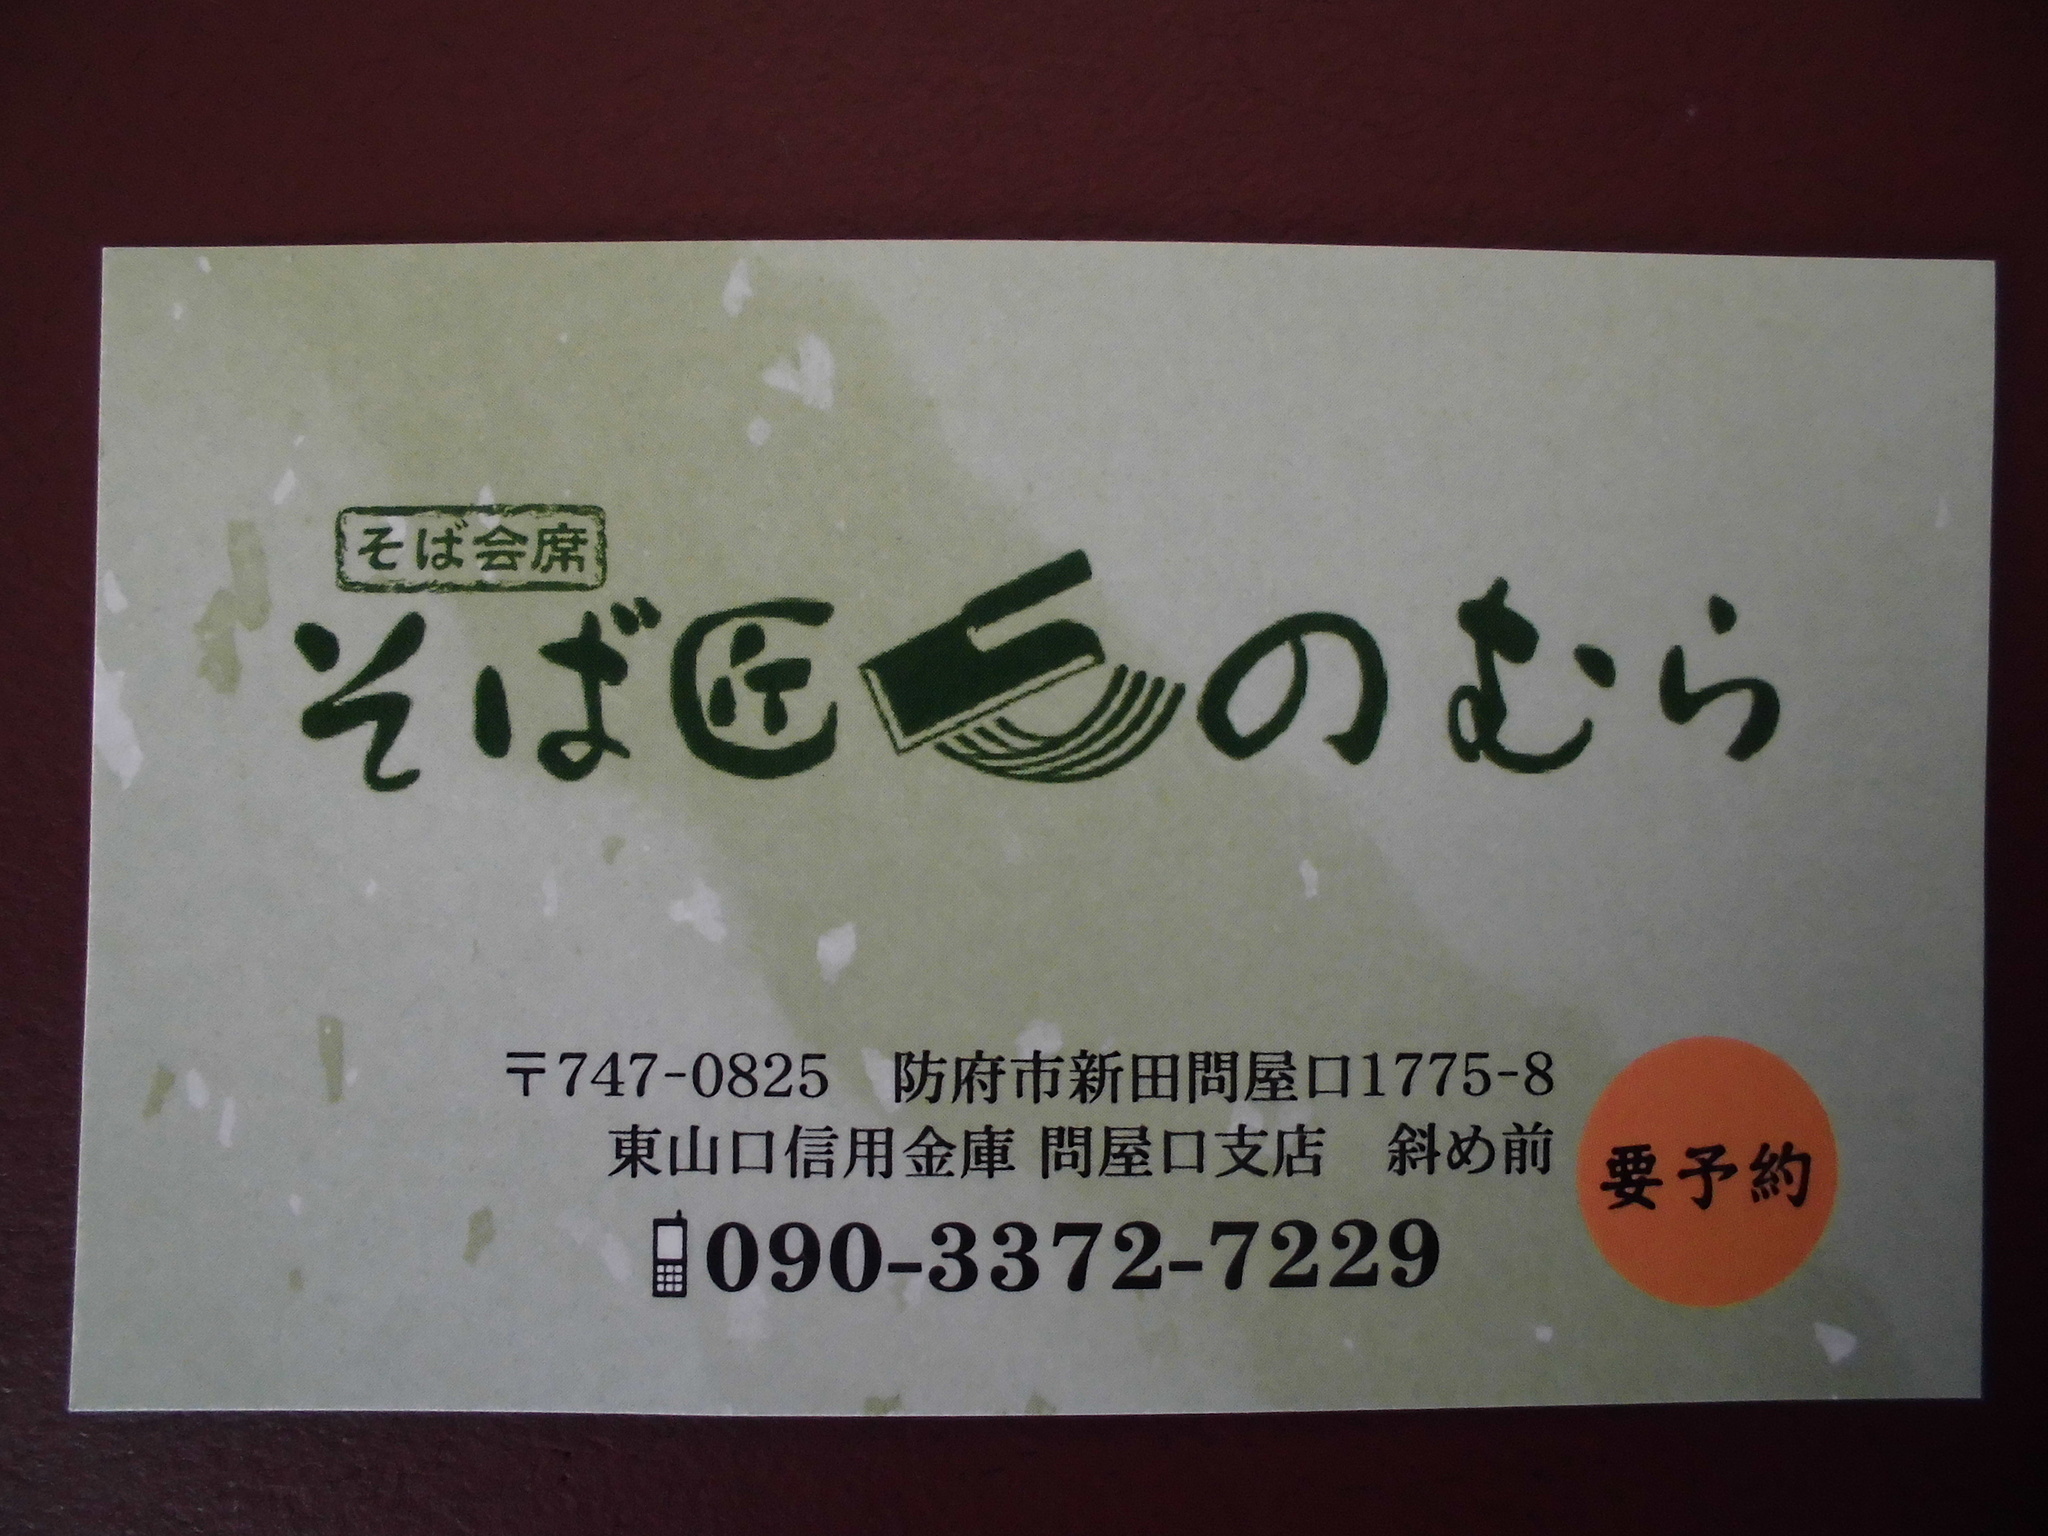 そば会席
そば匠 のむら
〒747-0825　防府市新田問屋口1775-8
東山口信用金庫 問屋口支店　斜め前
090-3372-7229
要予約